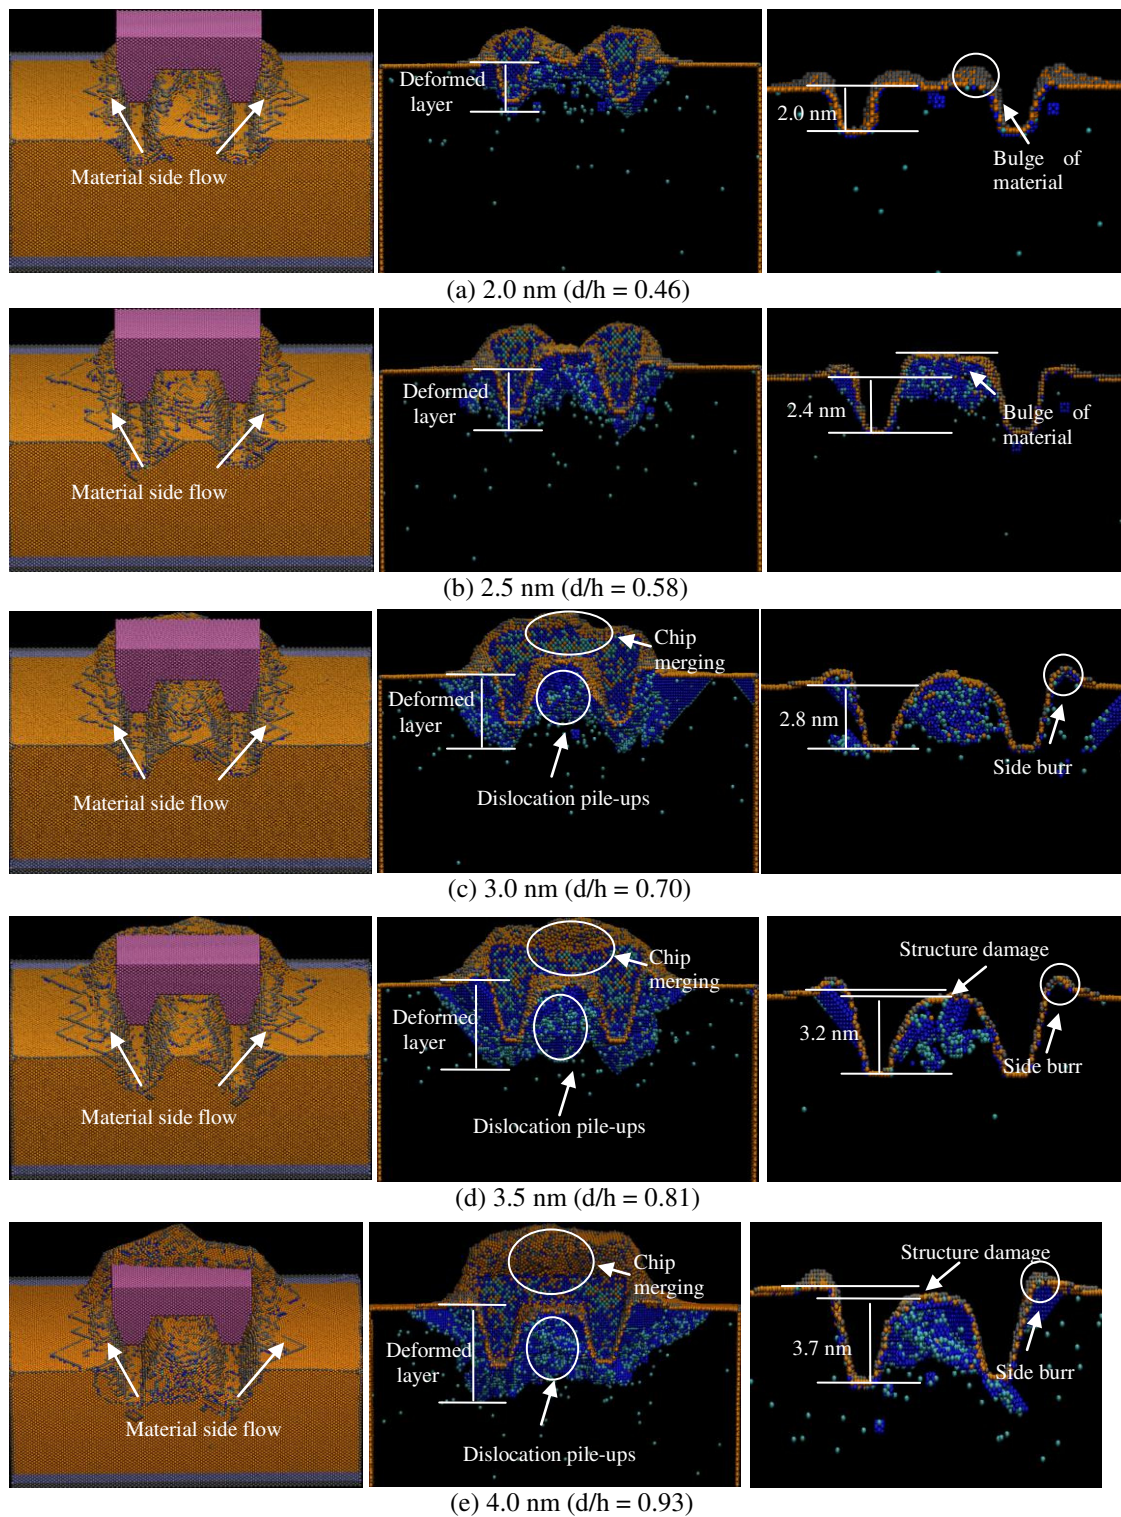 Material side flow
Deformed
layer
2.0 nm
Bulge of
material
(a) 2.0 nm (d/h = 0.46)
Material side flow
Deformed
layer
2.4 nm
Bulge of
material
(b) 2.5 nm (d/h = 0.58)
Material side flow
Deformed
layer
Chip
merging
Dislocation pile-ups
2.8 nm
Side burr
(c) 3.0 nm (d/h = 0.70)
Material side flow
Deformed
layer
Chip
merging
Dislocation pile-ups
Structure damage
3.2 nm
Side burr
(d) 3.5 nm (d/h = 0.81)
Material side flow
Deformed
layer
Chip
merging
Dislocation pile-ups
Structure damage
3.7 nm
Side burr
(e) 4.0 nm (d/h = 0.93)